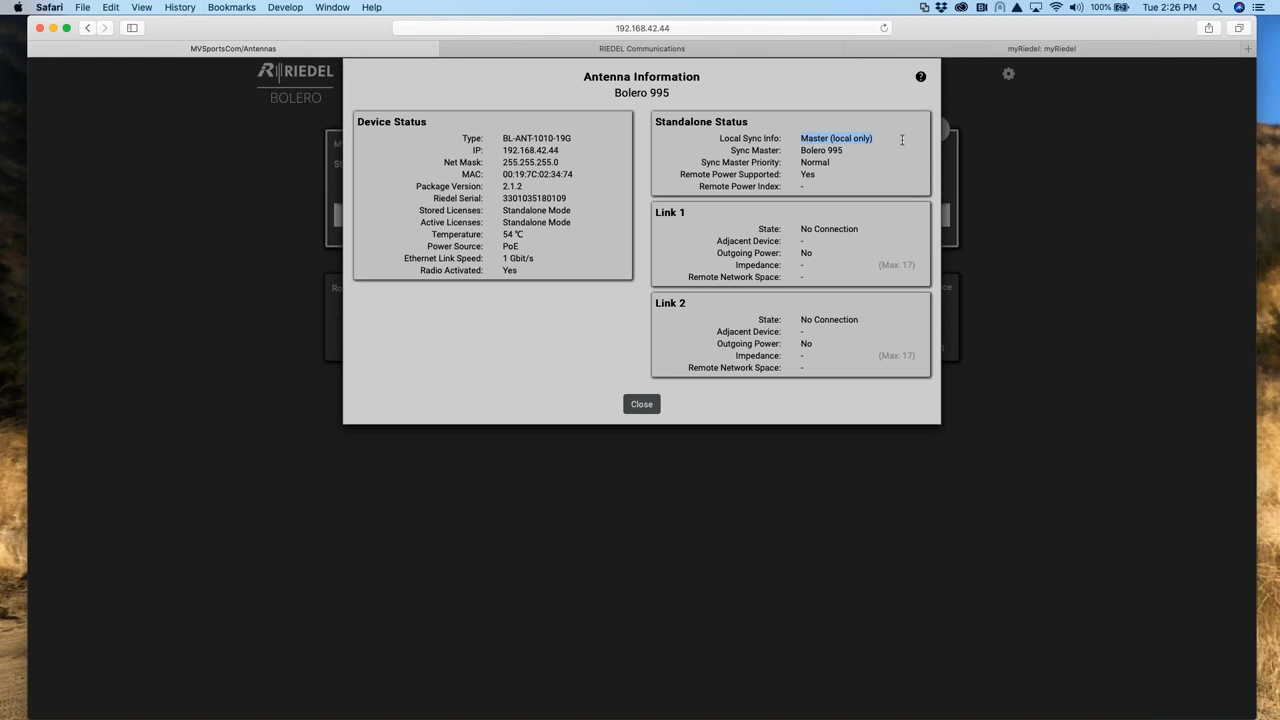 Safari File Edit View History Bookmarks Develop Window Help 100% Tue 2:26 PM
192.168.42.44
MVSportsCom/Antennas RIEDEL Communications myRiedel: myRiedel
RIEDEL
BOLERO
Antenna Information
Bolero 995
Device Status
Type: BL-ANT-1010-19G
IP: 192.168.42.44
Net Mask: 255.255.255.0
MAC: 00:19:7C:02:34:74
Package Version: 2.1.2
Riedel Serial: 3301035180109
Stored Licenses: Standalone Mode
Active Licenses: Standalone Mode
Temperature: 54 ℃
Power Source: PoE
Ethernet Link Speed: 1 Gbit/s
Radio Activated: Yes
Standalone Status
Local Sync Info: Master (local only)
Sync Master: Bolero 995
Sync Master Priority: Normal
Remote Power Supported: Yes
Remote Power Index: -
Link 1
State: No Connection
Adjacent Device: -
Outgoing Power: No
Impedance: - (Max: 17)
Remote Network Space: -
Link 2
State: No Connection
Adjacent Device: -
Outgoing Power: No
Impedance: - (Max: 17)
Remote Network Space: -
Close